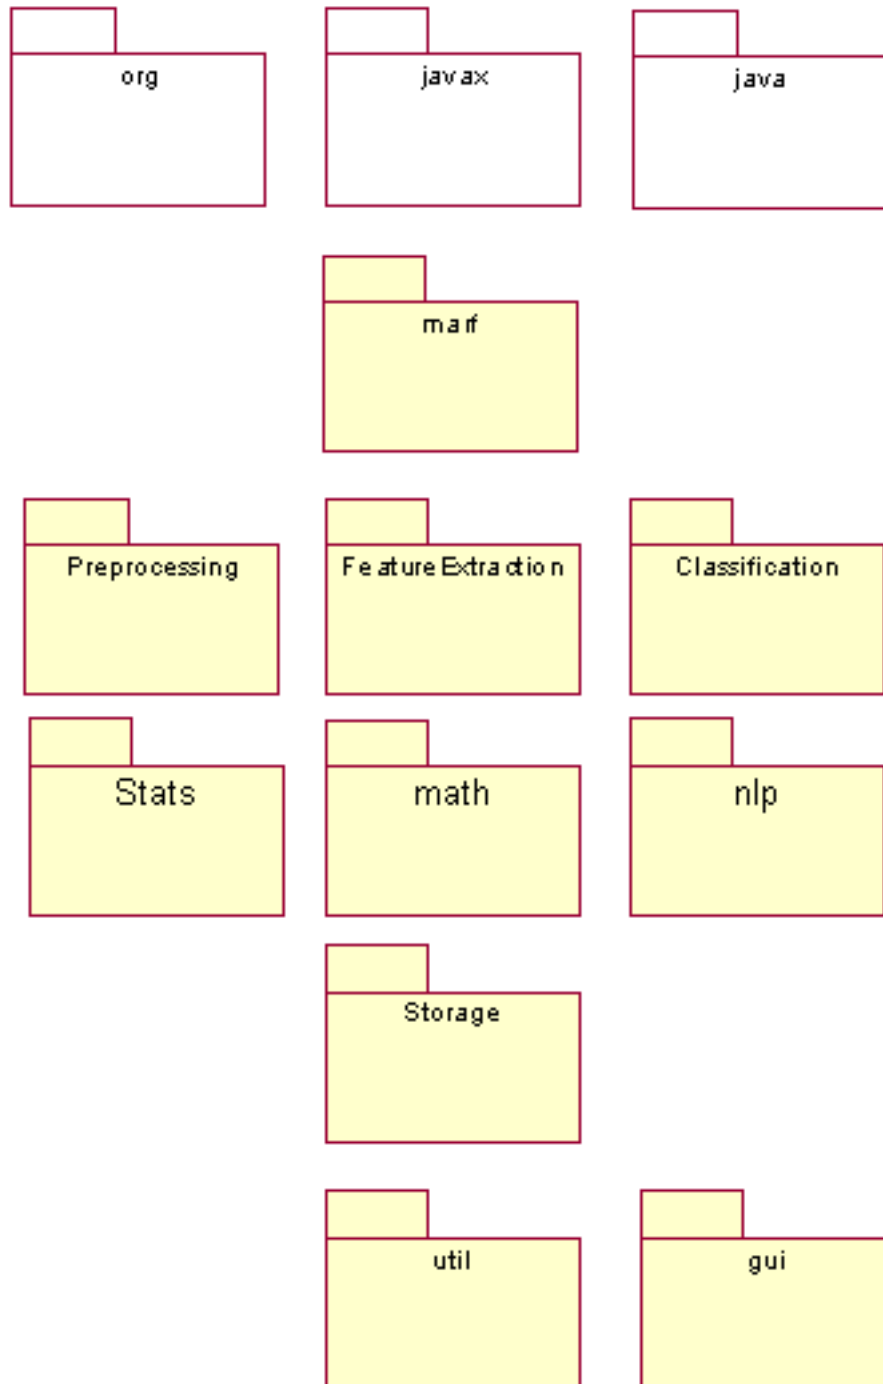 org
javax
java
marf
Preprocessing
FeatureExtraction
Classification
Stats
math
nlp
Storage
util
gui